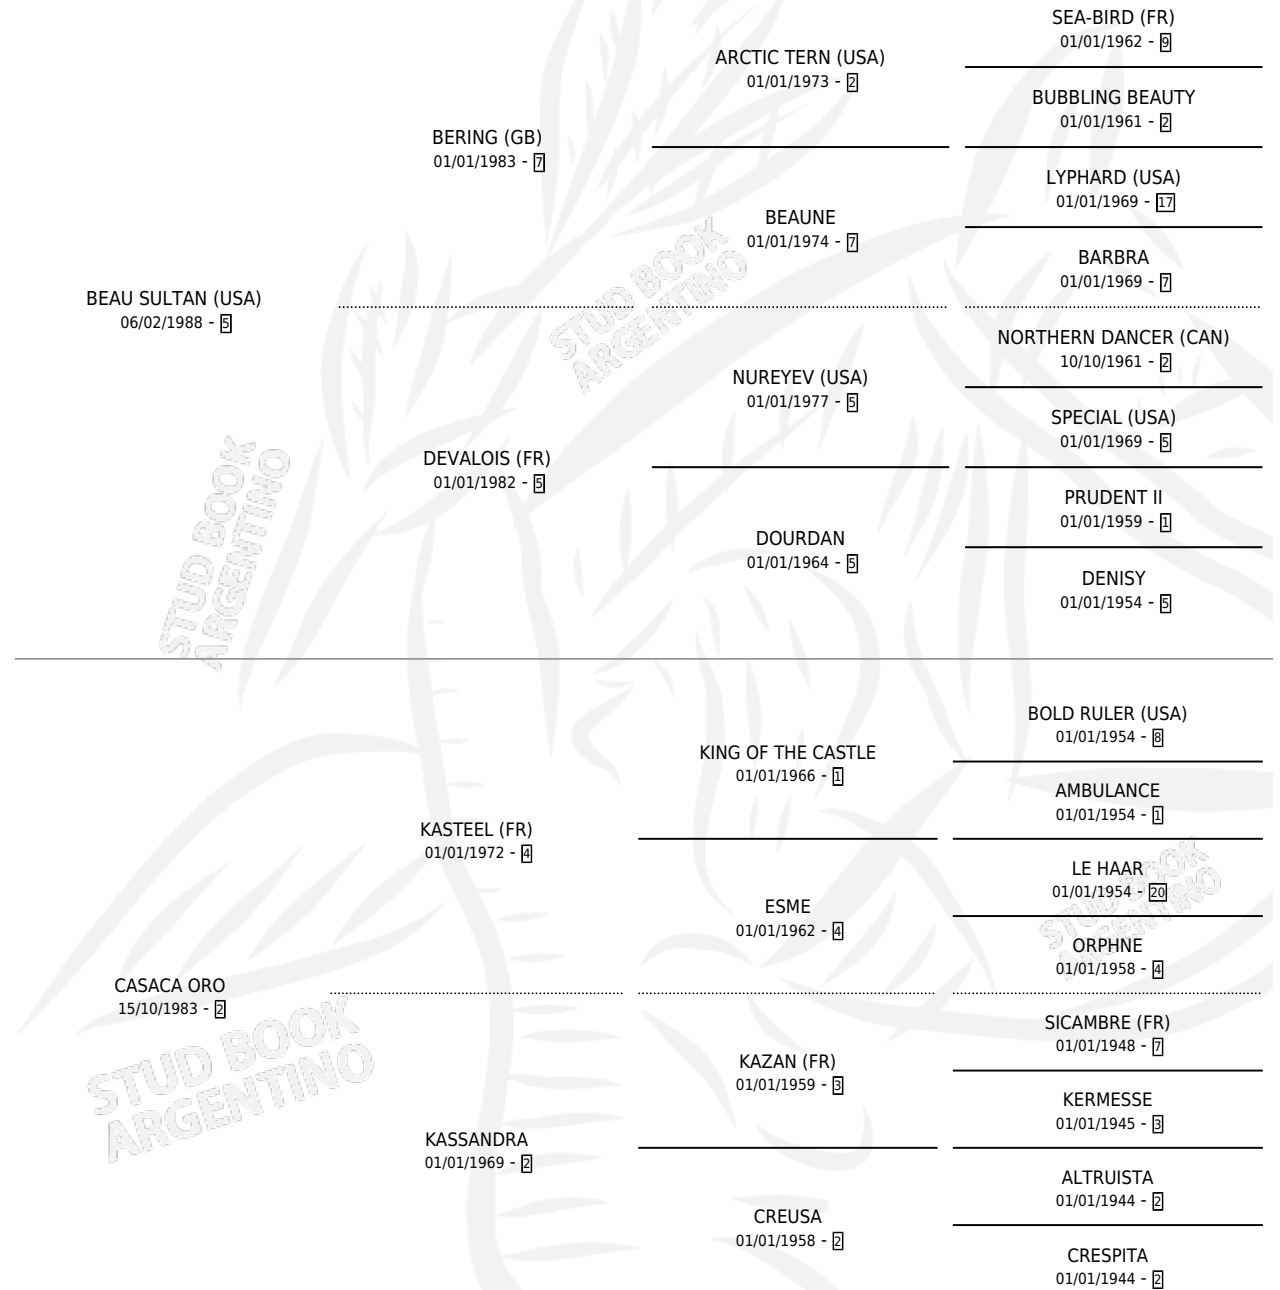 SEA-BIRD (FR)
01/01/1962 - 9
ARCTIC TERN (USA)
01/01/1973 - 2
BUBBLING BEAUTY
01/01/1961 - 2
BERING (GB)
01/01/1983 - 7
LYPHARD (USA)
01/01/1969 - 17
BEAUNE
01/01/1974 - 7
BARBRA
01/01/1969 - 7
BEAU SULTAN (USA)
06/02/1988 - 5
NORTHERN DANCER (CAN)
10/10/1961 - 2
NUREYEV (USA)
01/01/1977 - 5
SPECIAL (USA)
01/01/1969 - 5
DEVALOIS (FR)
01/01/1982 - 5
PRUDENT II
01/01/1959 - 1
DOURDAN
01/01/1964 - 5
DENISY
01/01/1954 - 5
BOLD RULER (USA)
01/01/1954 - 8
KING OF THE CASTLE
01/01/1966 - 1
AMBULANCE
01/01/1954 - 1
KASTEEL (FR)
01/01/1972 - 4
LE HAAR
01/01/1954 - 20
ESME
01/01/1962 - 4
ORPHNE
01/01/1958 - 4
CASACA ORO
15/10/1983 - 2
SICAMBRE (FR)
01/01/1948 - 7
KAZAN (FR)
01/01/1959 - 3
KERMESSE
01/01/1945 - 3
KASSANDRA
01/01/1969 - 2
ALTRUISTA
01/01/1944 - 2
CREUSA
01/01/1958 - 2
CRESPITA
01/01/1944 - 2
STUD BOOK
ARGENTINO
STUD BOOK
ARGENTINO
STUD BOOK
ARGENTINO
STUD BOOK
ARGENTINO